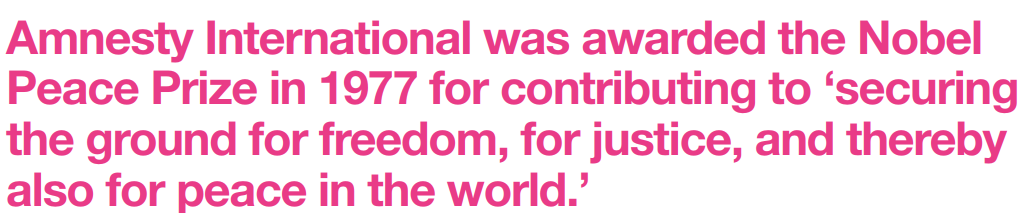 Amnesty International was awarded the Nobel
Peace Prize in 1977 for contributing to ‘securing
the ground for freedom, for justice, and thereby
also for peace in the world.’